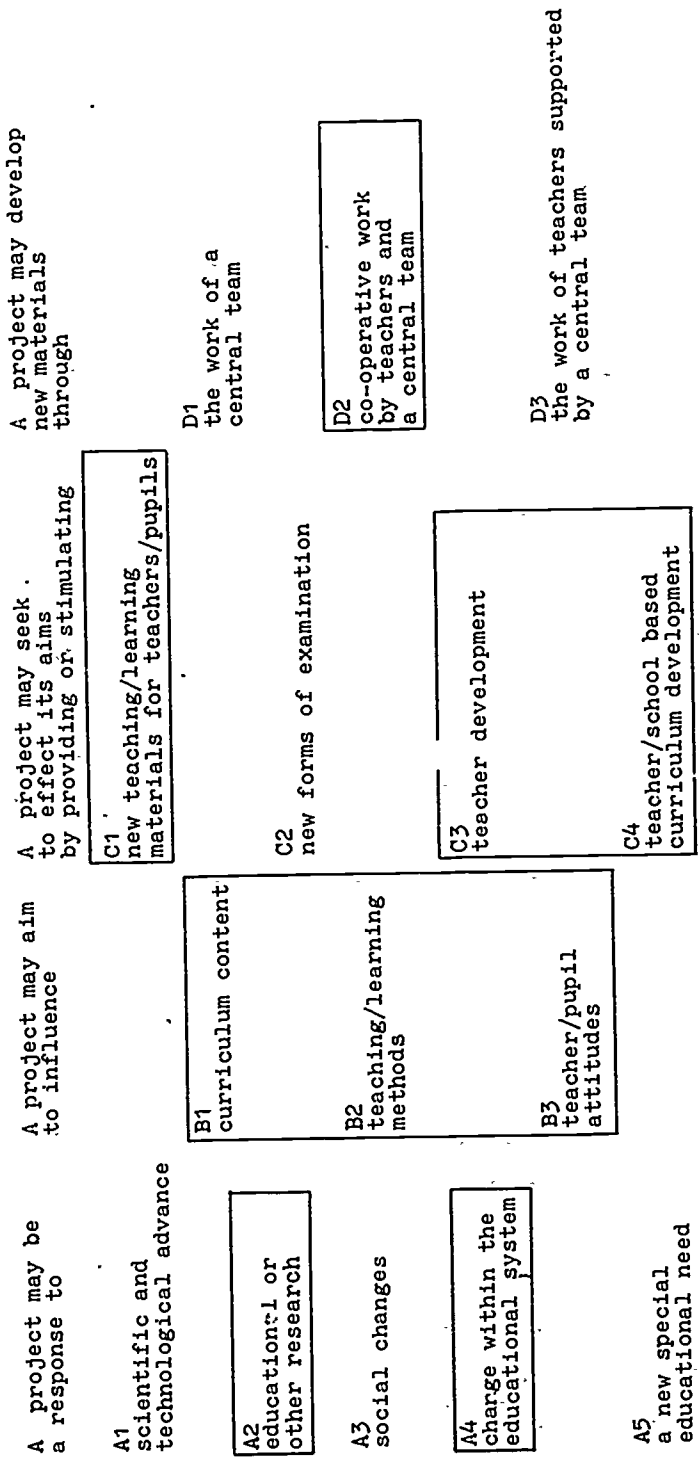 A project may be
a response to
A1
scientific and
technological advance
A2
educational or
other research
A3
social changes
A4
charge within the
educational system
A5
a new special
educational need
A project may aim
to influence
B1
curriculum content
B2
teaching/learning
methods
B3
teacher/pupil
attitudes
A project may seek
to effect its aims
by providing or stimulating
C1
new teaching/learning
materials for teachers/pupils
C2
new forms of examination
C3
teacher development
C4
teacher/school based
curriculum development
A project may develop
new materials
through
D1
the work of a
central team
D2
co-operative work
by teachers and
a central team
D3
the work of teachers supported
by a central team